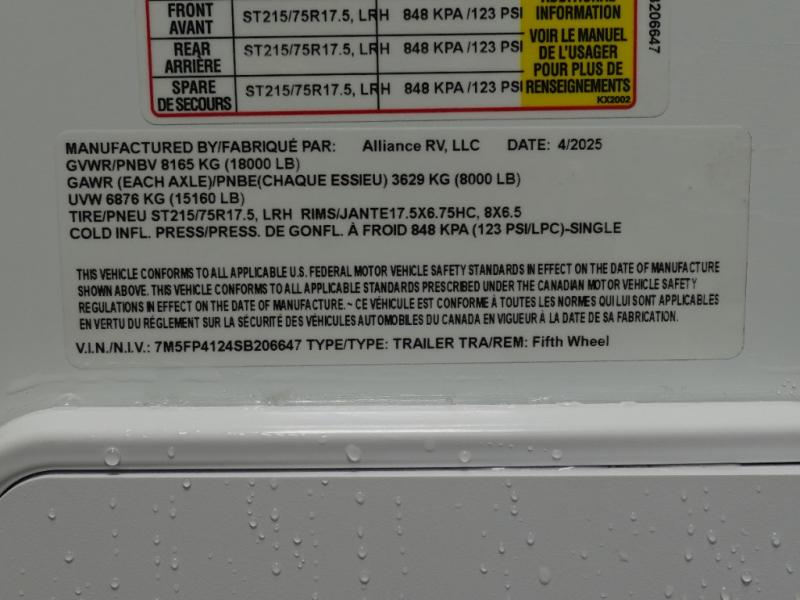 FRONT
AVANT
ST215/75R17.5, LRH 848 KPA /123 PSI
REAR
ARRIÈRE
ST215/75R17.5, LRH 848 KPA /123 PSI
SPARE
DE SECOURS
ST215/75R17.5, LRH 848 KPA /123 PSI
INFORMATION
VOIR LE MANUEL
DE L'USAGER
POUR PLUS DE
RENSEIGNEMENTS
KX2002
206647
MANUFACTURED BY/FABRIQUÉ PAR: Alliance RV, LLC DATE: 4/2025
GVWR/PNBV 8165 KG (18000 LB)
GAWR (EACH AXLE)/PNBE(CHAQUE ESSIEU) 3629 KG (8000 LB)
UVW 6876 KG (15160 LB)
TIRE/PNEU ST215/75R17.5, LRH RIMS/JANTE17.5X6.75HC, 8X6.5
COLD INFL. PRESS/PRESS. DE GONFL. À FROID 848 KPA (123 PSI/LPC)-SINGLE
THIS VEHICLE CONFORMS TO ALL APPLICABLE U.S. FEDERAL MOTOR VEHICLE SAFETY STANDARDS IN EFFECT ON THE DATE OF MANUFACTURE
SHOWN ABOVE. THIS VEHICLE CONFORMS TO ALL APPLICABLE STANDARDS PRESCRIBED UNDER THE CANADIAN MOTOR VEHICLE SAFETY
REGULATIONS IN EFFECT ON THE DATE OF MANUFACTURE.~ CE VÉHICULE EST CONFORME À TOUTES LES NORMES QUI LUI SONT APPLICABLES
EN VERTU DU RÉGLEMENT SUR LA SÉCURITÉ DES VÉHICULES AUTOMOBILES DU CANADA EN VIGUEUR À LA DATE DE SA FABRICATION.
V.I.N./N.I.V.: 7M5FP4124SB206647 TYPE/TYPE: TRAILER TRA/REM: Fifth Wheel